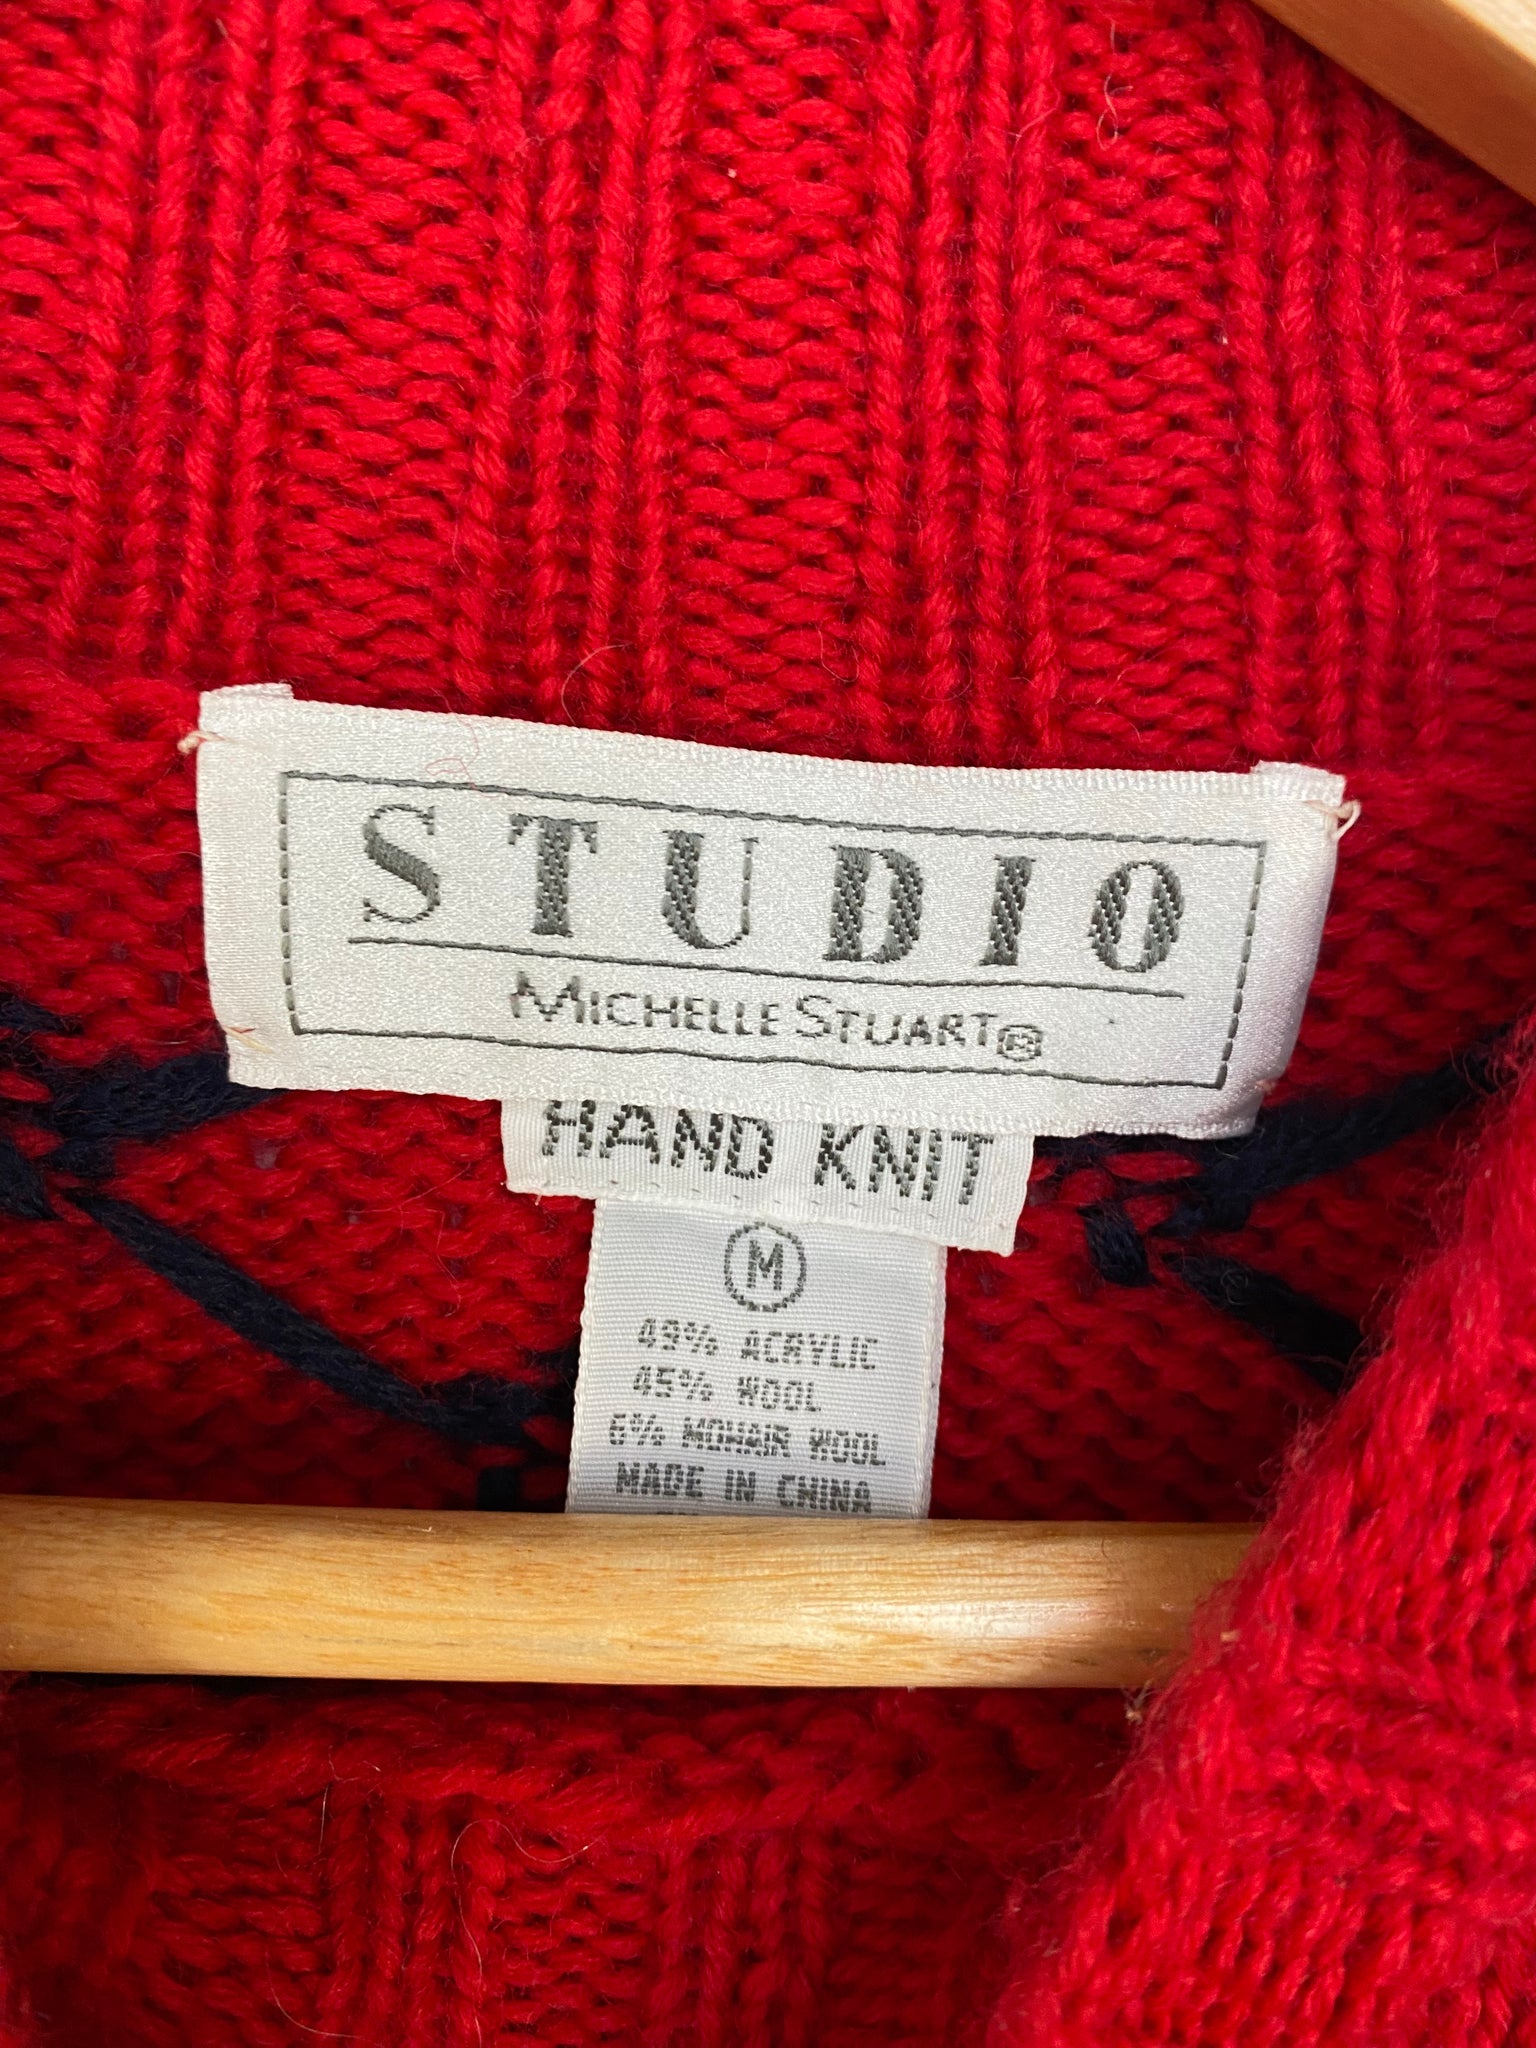 STUDIO
MICHELLE STUART®
HAND KNIT
M
49% ACRYLIC
45% WOOL
6% MOHAIR WOOL
MADE IN CHINA